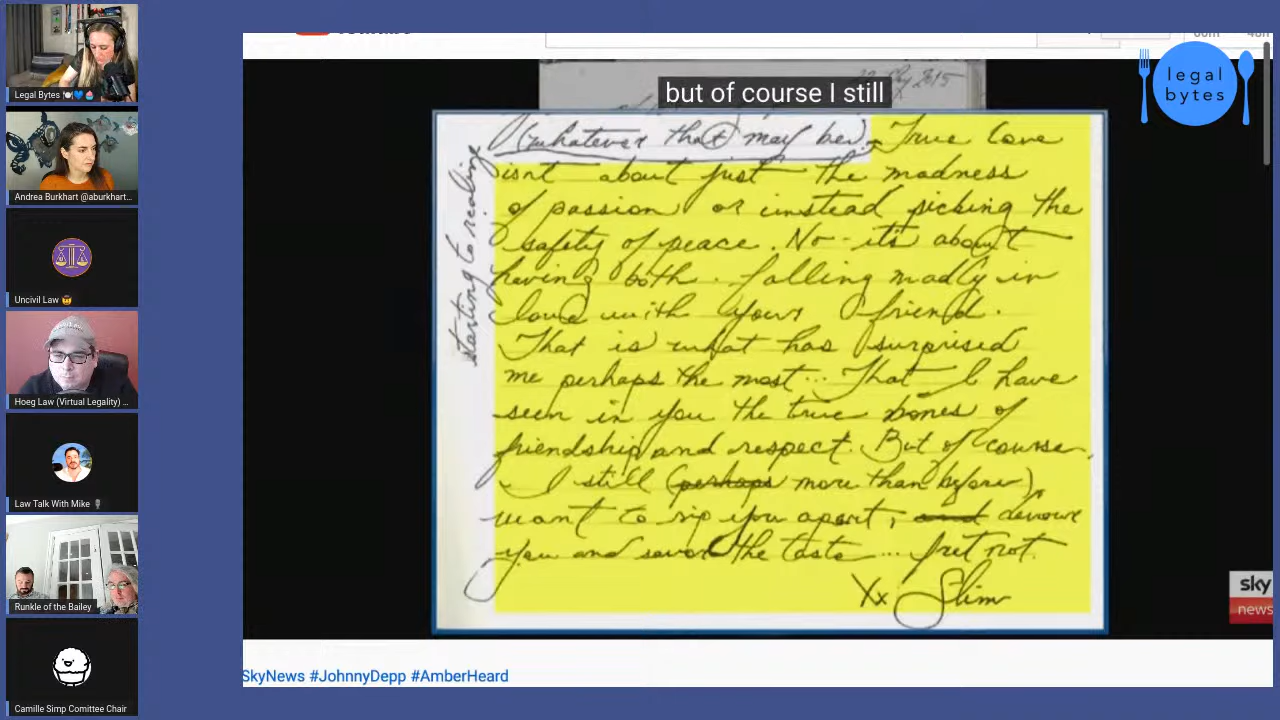 Legal Bytes 🍽💙🧁
Andrea Burkhart @aburkhart...
Uncivil Law 🤠
Hoeg Law (Virtual Legality) ...
Law Talk With Mike 🎙
Runkle of the Bailey
Camille Simp Comittee Chair
legal
bytes
2015
but of course I still
(whatever that may be). True love
isnt about just the madness
of passion or instead picking the
safety of peace. No - it's about
having both. falling madly in
love with your friend.
That is what has surprised
me perhaps the most... That I have
seen in you the true bones of
friendship and respect. But of course,
I still (perhaps more than before)
want to rip you apart, and devour
you and savor the taste ... fret not.
Xx Slim
starting to realize
sky
news
SkyNews #JohnnyDepp #AmberHeard